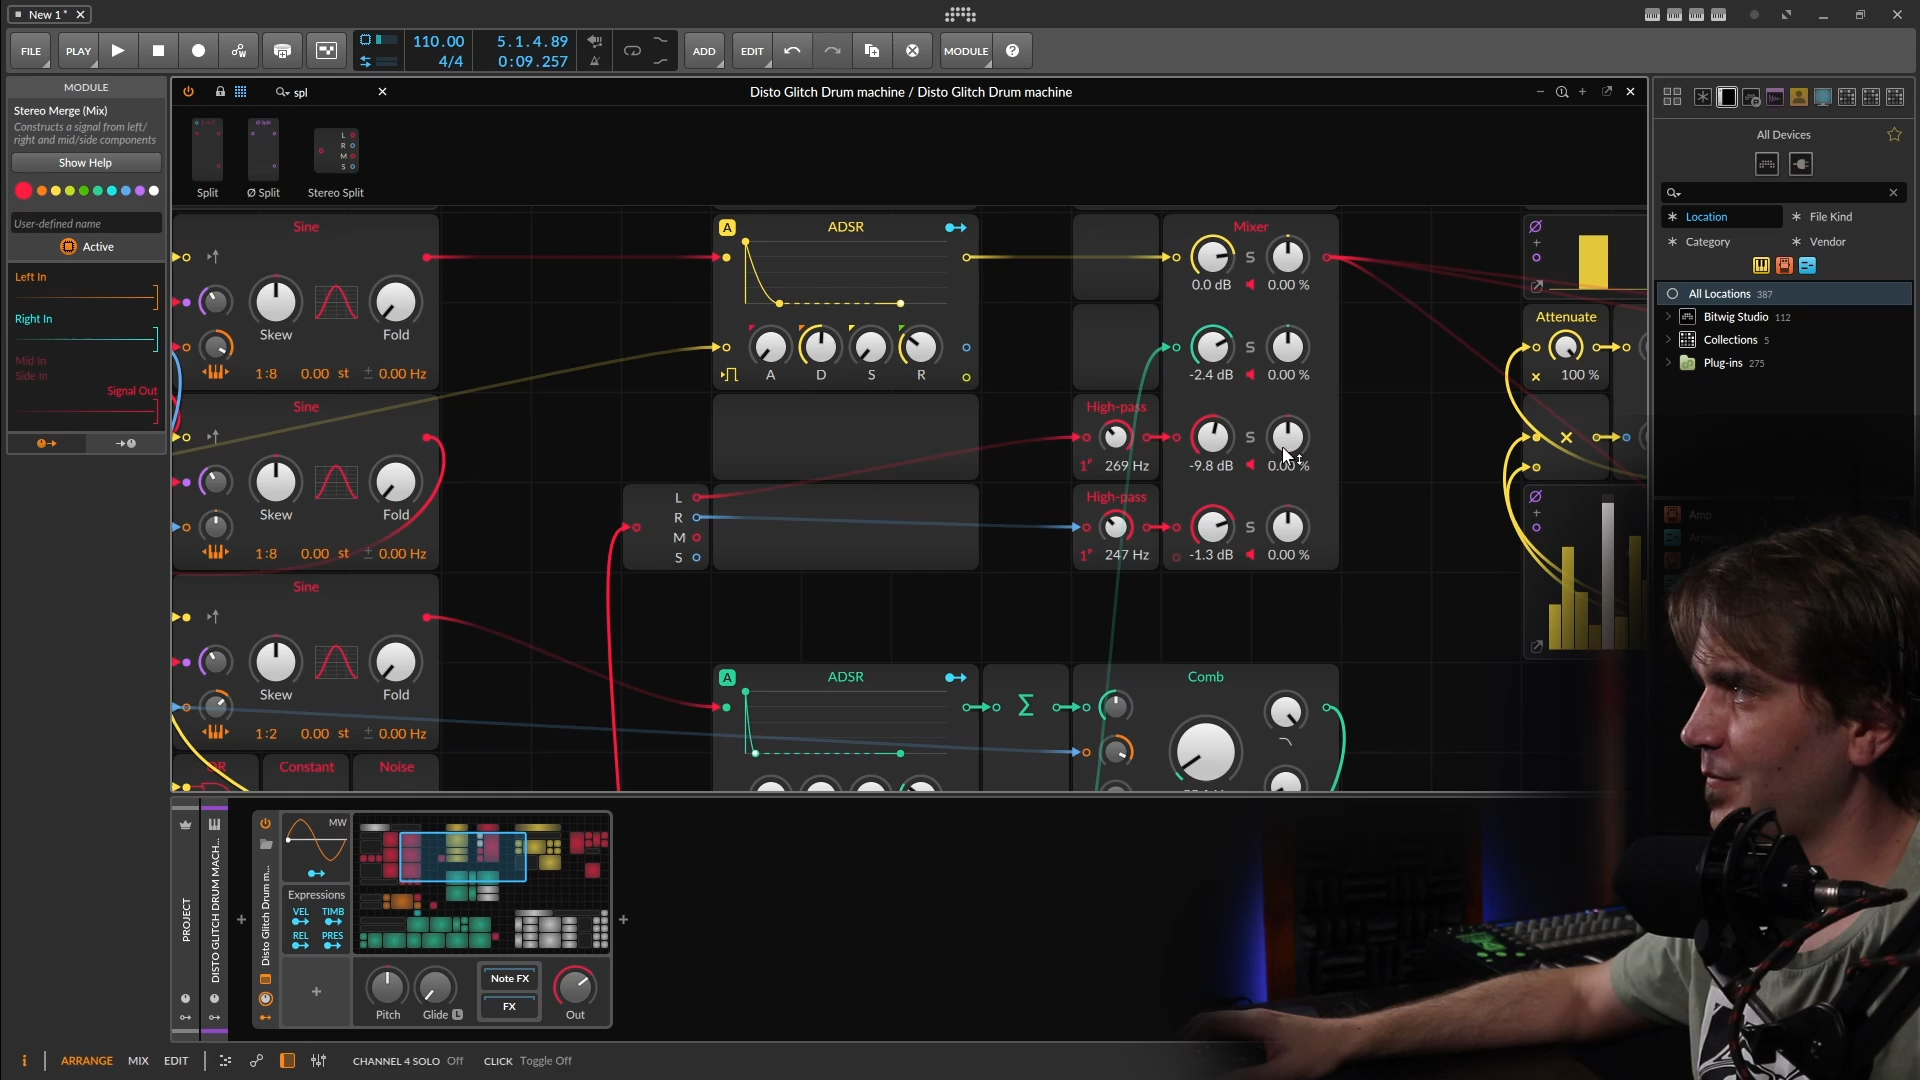 New 1 *
FILE
PLAY
110.00
4/4
5.1.4.89
0:09.257
ADD
EDIT
MODULE
?
MODULE
Stereo Merge (Mix)
Constructs a signal from left/
right and mid/side components
Show Help
User-defined name
Active
Left In
Right In
Mid In
Side In
Signal Out
spl
Disto Glitch Drum machine / Disto Glitch Drum machine
Split
Ø Split
Stereo Split
L
R
M
S
Sine
Skew
Fold
1:8
0.00 st
± 0.00 Hz
Sine
Skew
Fold
1:8
0.00 st
± 0.00 Hz
Sine
Skew
Fold
1:2
0.00 st
± 0.00 Hz
OR
Constant
Noise
A
ADSR
A
D
S
R
L
R
M
S
High-pass
1P
269 Hz
High-pass
1P
247 Hz
Mixer
S
0.0 dB
0.00 %
S
-2.4 dB
0.00 %
S
-9.8 dB
0.00 %
S
-1.3 dB
0.00 %
A
ADSR
Σ
Comb
Attenuate
100 %
All Devices
Location
File Kind
Category
Vendor
All Locations 387
Bitwig Studio 112
Collections 5
Plug-ins 275
Amp
PROJECT
DISTO GLITCH DRUM MACH...
Disto Glitch Drum m...
MW
Expressions
VEL
TIMB
REL
PRES
Pitch
Glide
L
Note FX
FX
Out
i
ARRANGE
MIX
EDIT
CHANNEL 4 SOLO Off
CLICK Toggle Off